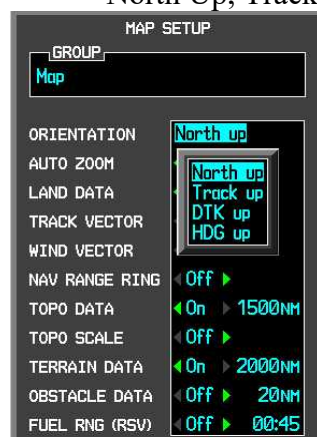 North Up, Track
MAP SETUP
GROUP
Map
ORIENTATION North up
AUTO ZOOM
North up
LAND DATA
Track up
TRACK VECTOR
DTK up
HDG up
WIND VECTOR
NAV RANGE RING Off
TOPO DATA On 1500NM
TOPO SCALE Off
TERRAIN DATA On 2000NM
OBSTACLE DATA Off 20NM
FUEL RNG (RSV) Off 00:45